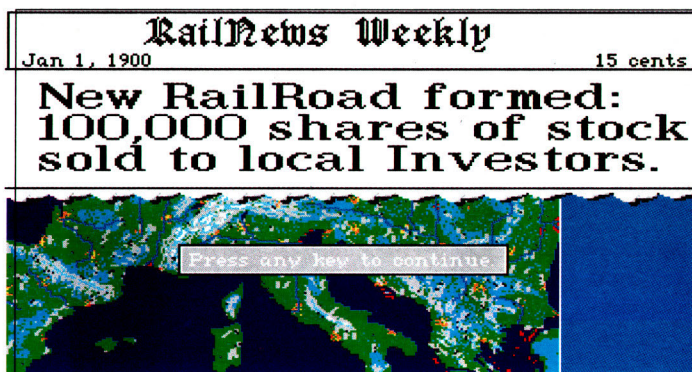 RailNews Weekly
Jan 1, 1900 15 cents
New RailRoad formed:
100,000 shares of stock
sold to local Investors.
Press any key to continue